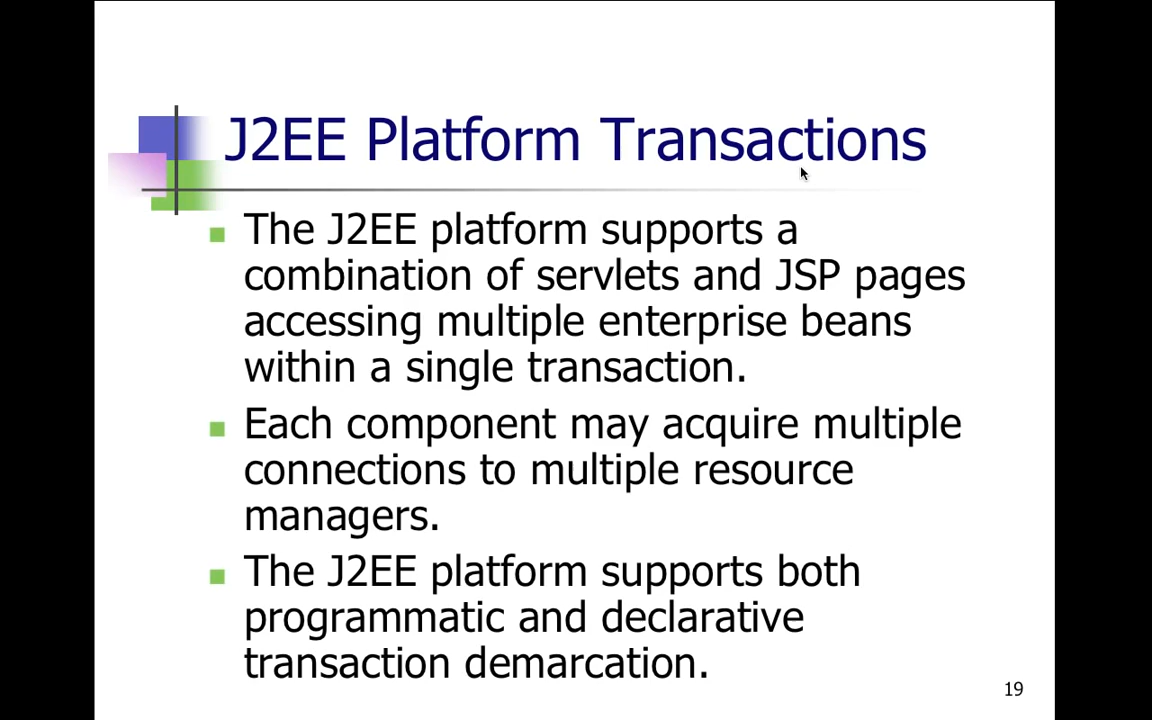 J2EE Platform Transactions
The J2EE platform supports a
combination of servlets and JSP pages
accessing multiple enterprise beans
within a single transaction.
Each component may acquire multiple
connections to multiple resource
managers.
The J2EE platform supports both
programmatic and declarative
transaction demarcation.
19